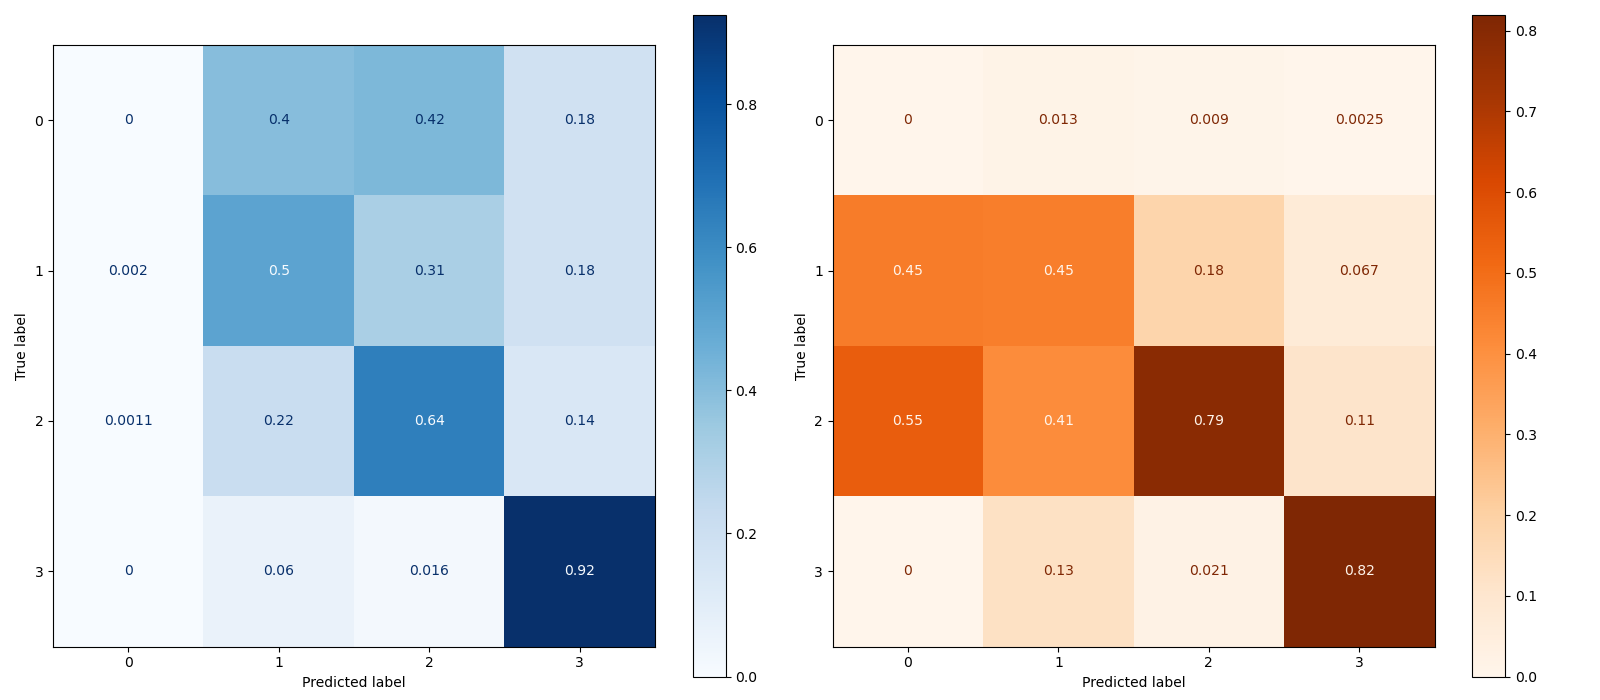 0 0 0.4 0.42 0.18
1 0.002 0.5 0.31 0.18
2 0.0011 0.22 0.64 0.14
3 0 0.06 0.016 0.92
0 1 2 3
Predicted label
True label
0.8
0.6
0.4
0.2
0.0
0 0 0.013 0.009 0.0025
1 0.45 0.45 0.18 0.067
2 0.55 0.41 0.79 0.11
3 0 0.13 0.021 0.82
0 1 2 3
Predicted label
True label
0.8
0.7
0.6
0.5
0.4
0.3
0.2
0.1
0.0